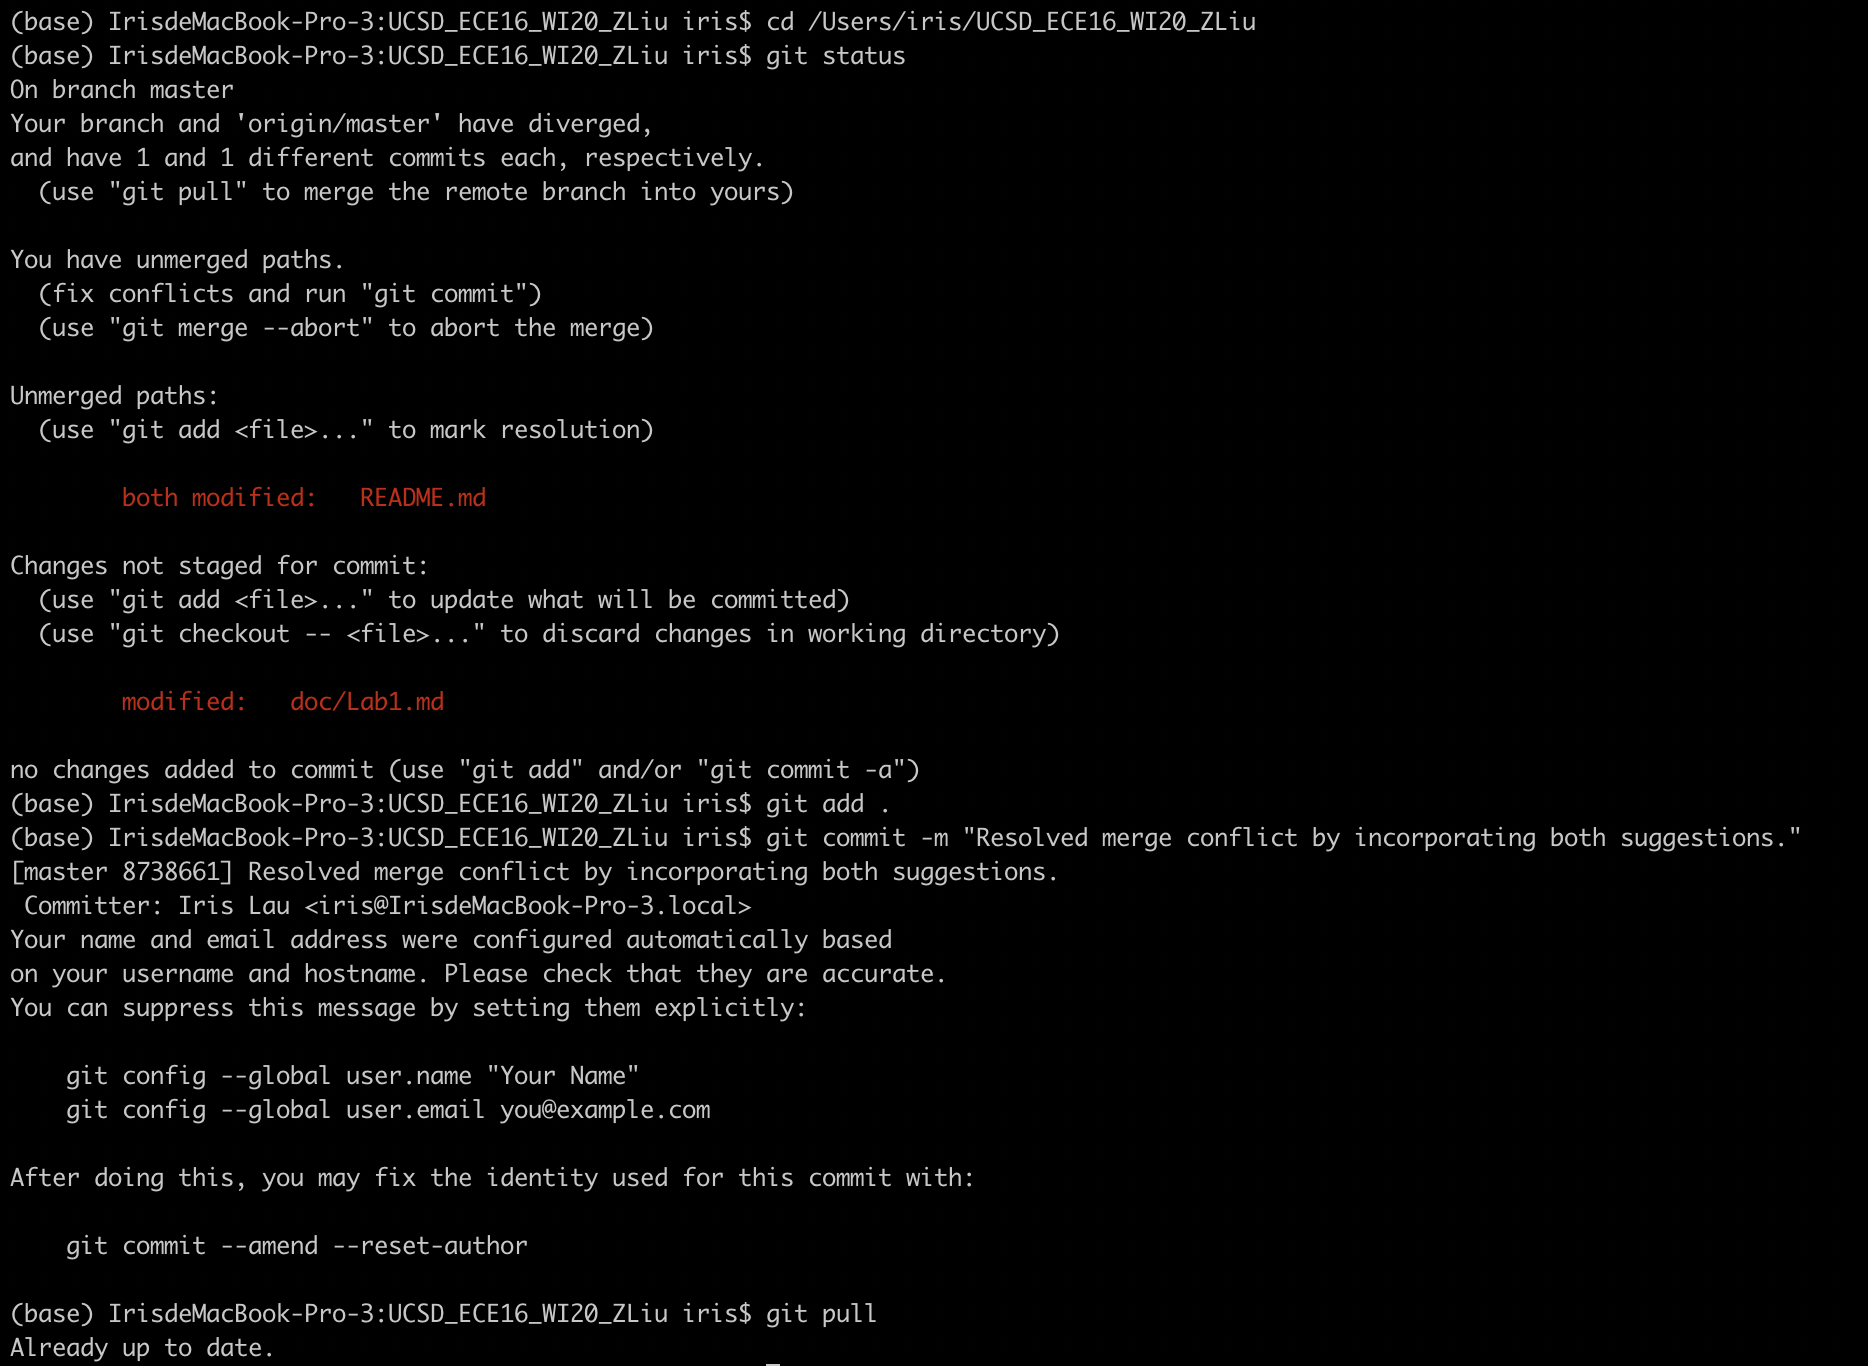 (base) IrisdeMacBook-Pro-3:UCSD_ECE16_WI20_ZLiu iris$ cd /Users/iris/UCSD_ECE16_WI20_ZLiu
(base) IrisdeMacBook-Pro-3:UCSD_ECE16_WI20_ZLiu iris$ git status
On branch master
Your branch and 'origin/master' have diverged,
and have 1 and 1 different commits each, respectively.
  (use "git pull" to merge the remote branch into yours)

You have unmerged paths.
  (fix conflicts and run "git commit")
  (use "git merge --abort" to abort the merge)

Unmerged paths:
  (use "git add <file>..." to mark resolution)

        both modified:   README.md

Changes not staged for commit:
  (use "git add <file>..." to update what will be committed)
  (use "git checkout -- <file>..." to discard changes in working directory)

        modified:   doc/Lab1.md

no changes added to commit (use "git add" and/or "git commit -a")
(base) IrisdeMacBook-Pro-3:UCSD_ECE16_WI20_ZLiu iris$ git add .
(base) IrisdeMacBook-Pro-3:UCSD_ECE16_WI20_ZLiu iris$ git commit -m "Resolved merge conflict by incorporating both suggestions."
[master 8738661] Resolved merge conflict by incorporating both suggestions.
 Committer: Iris Lau <iris@IrisdeMacBook-Pro-3.local>
Your name and email address were configured automatically based
on your username and hostname. Please check that they are accurate.
You can suppress this message by setting them explicitly:

    git config --global user.name "Your Name"
    git config --global user.email you@example.com

After doing this, you may fix the identity used for this commit with:

    git commit --amend --reset-author

(base) IrisdeMacBook-Pro-3:UCSD_ECE16_WI20_ZLiu iris$ git pull
Already up to date.